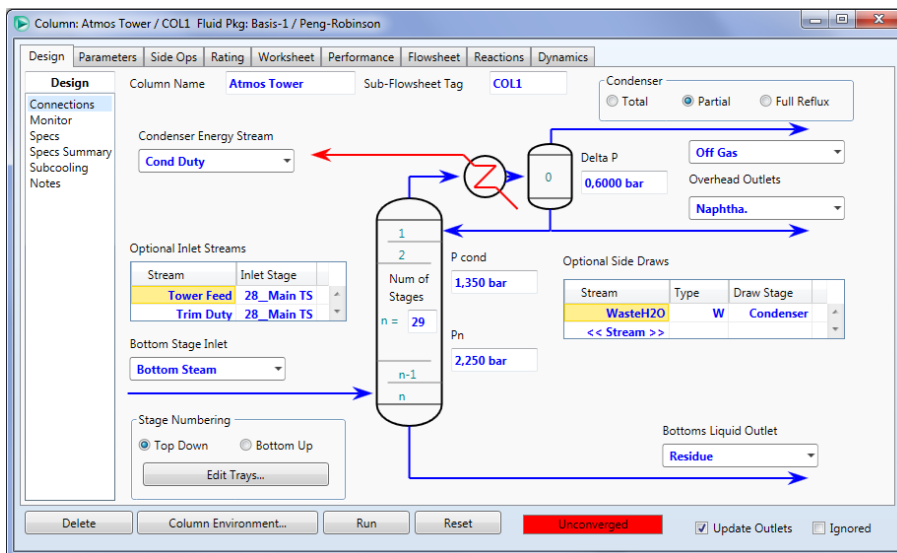 Column: Atmos Tower / COL1 Fluid Pkg: Basis-1 / Peng-Robinson
Design Parameters Side Ops Rating Worksheet Performance Flowsheet Reactions Dynamics
Design
Connections
Monitor
Specs
Specs Summary
Subcooling
Notes
Column Name Atmos Tower Sub-Flowsheet Tag COL1
Condenser
Total Partial Full Reflux
Condenser Energy Stream
Cond Duty
0
Delta P
0,6000 bar
Off Gas
Overhead Outlets
Naphtha.
Optional Inlet Streams
Stream Inlet Stage
Tower Feed 28__Main TS
Trim Duty 28__Main TS
1
2
Num of
Stages
n = 29
n-1
n
P cond
1,350 bar
Pn
2,250 bar
Optional Side Draws
Stream Type Draw Stage
WasteH2O W Condenser
<< Stream >>
Bottom Stage Inlet
Bottom Steam
Stage Numbering
Top Down Bottom Up
Edit Trays...
Bottoms Liquid Outlet
Residue
Delete Column Environment... Run Reset Unconverged Update Outlets Ignored